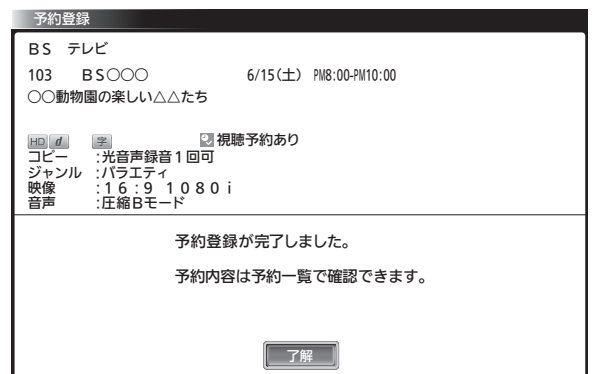 予約登録
BS テレビ
103 BS○○○ 6/15(土) PM8:00-PM10:00
○○動物園の楽しい△△たち
HD d 字 視聴予約あり
コピー :光音声録音1回可
ジャンル :バラエティ
映像 :16:9 1080i
音声 :圧縮Bモード
予約登録が完了しました。
予約内容は予約一覧で確認できます。
了解